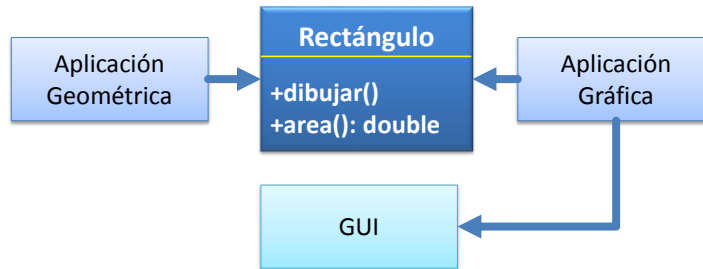 Aplicación
Geométrica
Rectángulo
+dibujar()
+area(): double
Aplicación
Gráfica
GUI